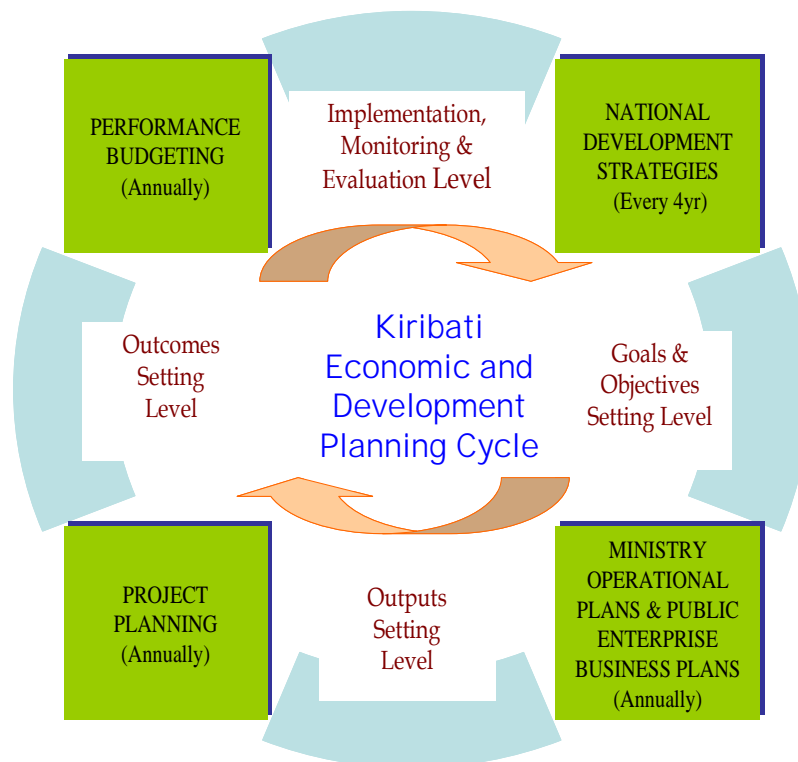 PERFORMANCE
BUDGETING
(Annually)
Implementation,
Monitoring &
Evaluation Level
NATIONAL
DEVELOPMENT
STRATEGIES
(Every 4yr)
Outcomes
Setting
Level
Kiribati
Economic and
Development
Planning Cycle
Goals &
Objectives
Setting Level
PROJECT
PLANNING
(Annually)
Outputs
Setting
Level
MINISTRY
OPERATIONAL
PLANS & PUBLIC
ENTERPRISE
BUSINESS PLANS
(Annually)